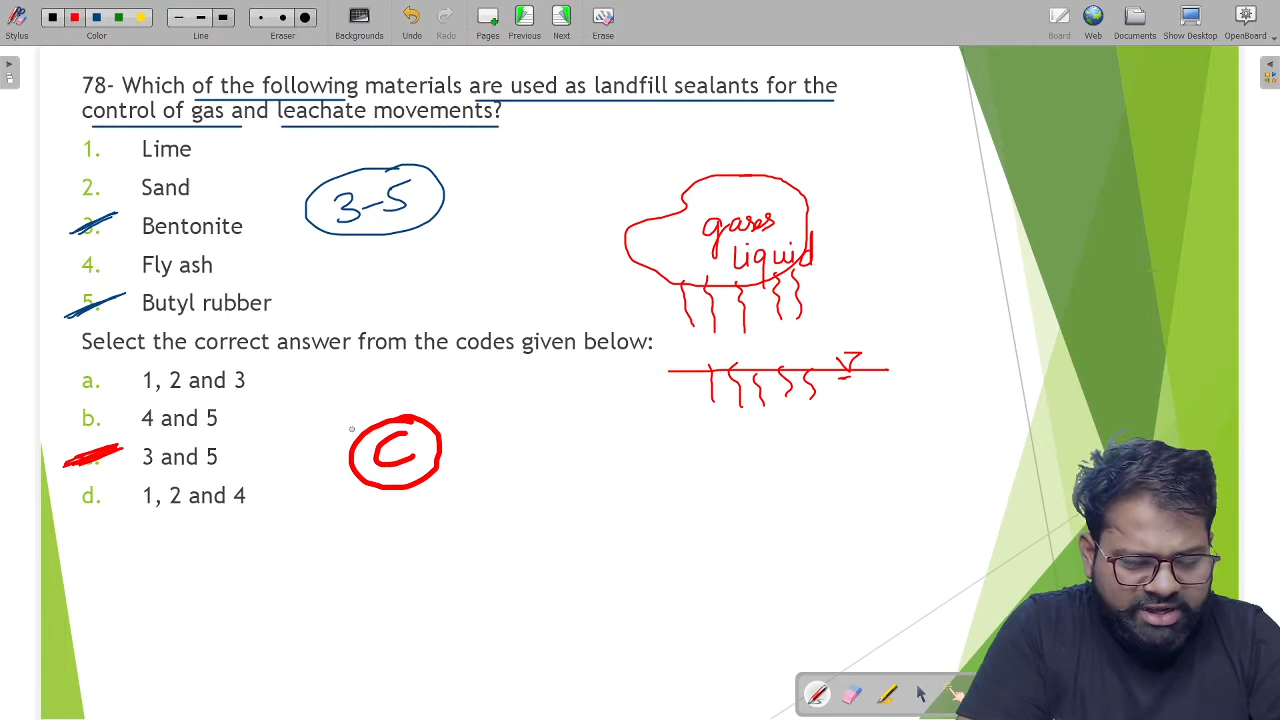 Stylus Color Line Eraser Backgrounds Undo Redo Pages Previous Next Erase Board Web Documents Show Desktop OpenBoard
78- Which of the following materials are used as landfill sealants for the
control of gas and leachate movements?
1. Lime
2. Sand
3. Bentonite
4. Fly ash
5. Butyl rubber
3-5
gases
liquid
Select the correct answer from the codes given below:
a. 1, 2 and 3
b. 4 and 5
3 and 5
C
d. 1, 2 and 4